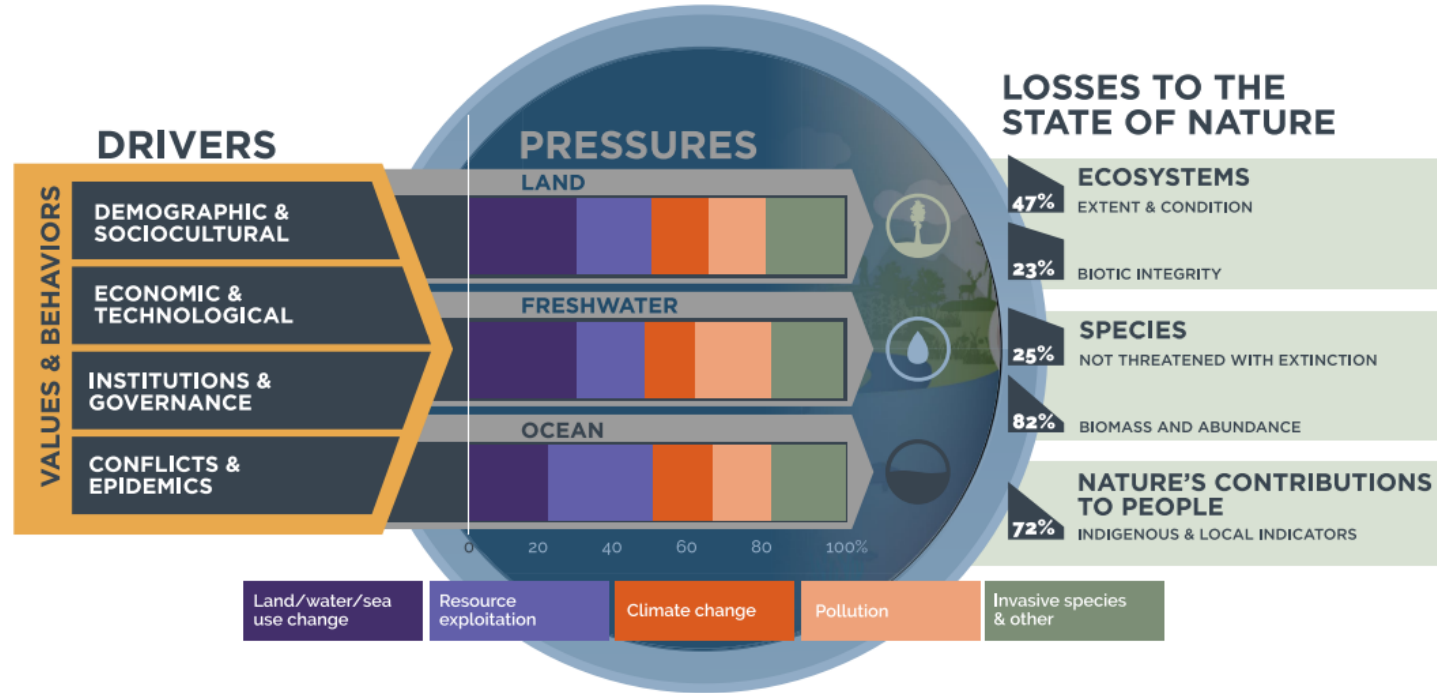 DRIVERS
VALUES & BEHAVIORS
DEMOGRAPHIC &
SOCIOCULTURAL
ECONOMIC &
TECHNOLOGICAL
INSTITUTIONS &
GOVERNANCE
CONFLICTS &
EPIDEMICS
PRESSURES
LAND
FRESHWATER
OCEAN
0 20 40 60 80 100%
Land/water/sea
use change
Resource
exploitation
Climate change
Pollution
Invasive species
& other
LOSSES TO THE
STATE OF NATURE
ECOSYSTEMS
47% EXTENT & CONDITION
23% BIOTIC INTEGRITY
SPECIES
25% NOT THREATENED WITH EXTINCTION
82% BIOMASS AND ABUNDANCE
NATURE'S CONTRIBUTIONS
TO PEOPLE
72% INDIGENOUS & LOCAL INDICATORS